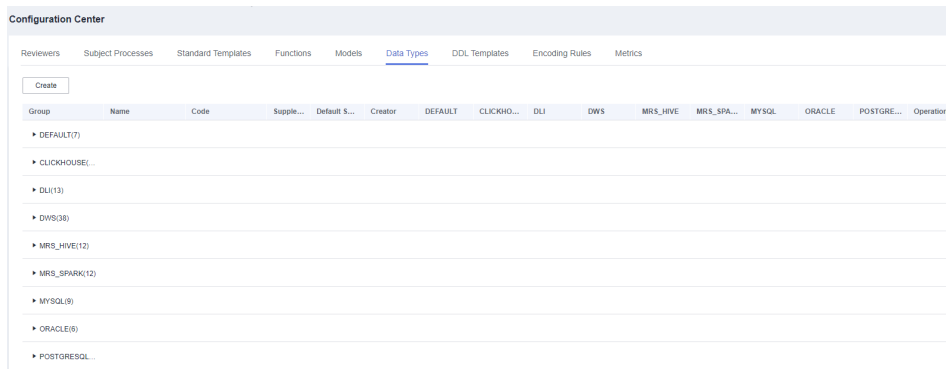 Configuration Center
Reviewers Subject Processes Standard Templates Functions Models Data Types DDL Templates Encoding Rules Metrics
Create
Group Name Code Supple... Default S... Creator DEFAULT CLICKHO... DLI DWS MRS_HIVE MRS_SPA... MYSQL ORACLE POSTGRE... Operation
DEFAULT(7)
CLICKHOUSE(...
DLI(13)
DWS(38)
MRS_HIVE(12)
MRS_SPARK(12)
MYSQL(9)
ORACLE(6)
POSTGRESQL...